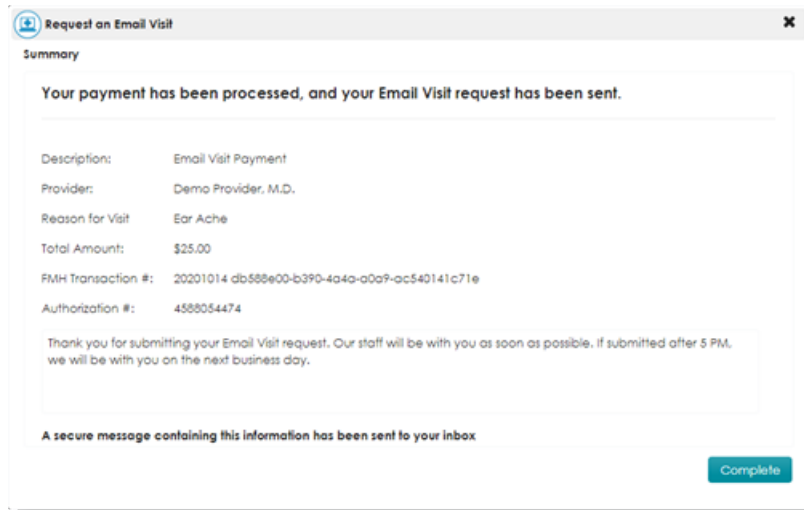 Request an Email Visit
Summary
Your payment has been processed, and your Email Visit request has been sent.
Description: Email Visit Payment
Provider: Demo Provider, M.D.
Reason for Visit Ear Ache
Total Amount: $25.00
FMH Transaction #: 20201014 db588e00-b390-4a4a-a0a9-ac540141c71e
Authorization #: 4588054474
Thank you for submitting your Email Visit request. Our staff will be with you as soon as possible. If submitted after 5 PM,
we will be with you on the next business day.
A secure message containing this information has been sent to your inbox
Complete